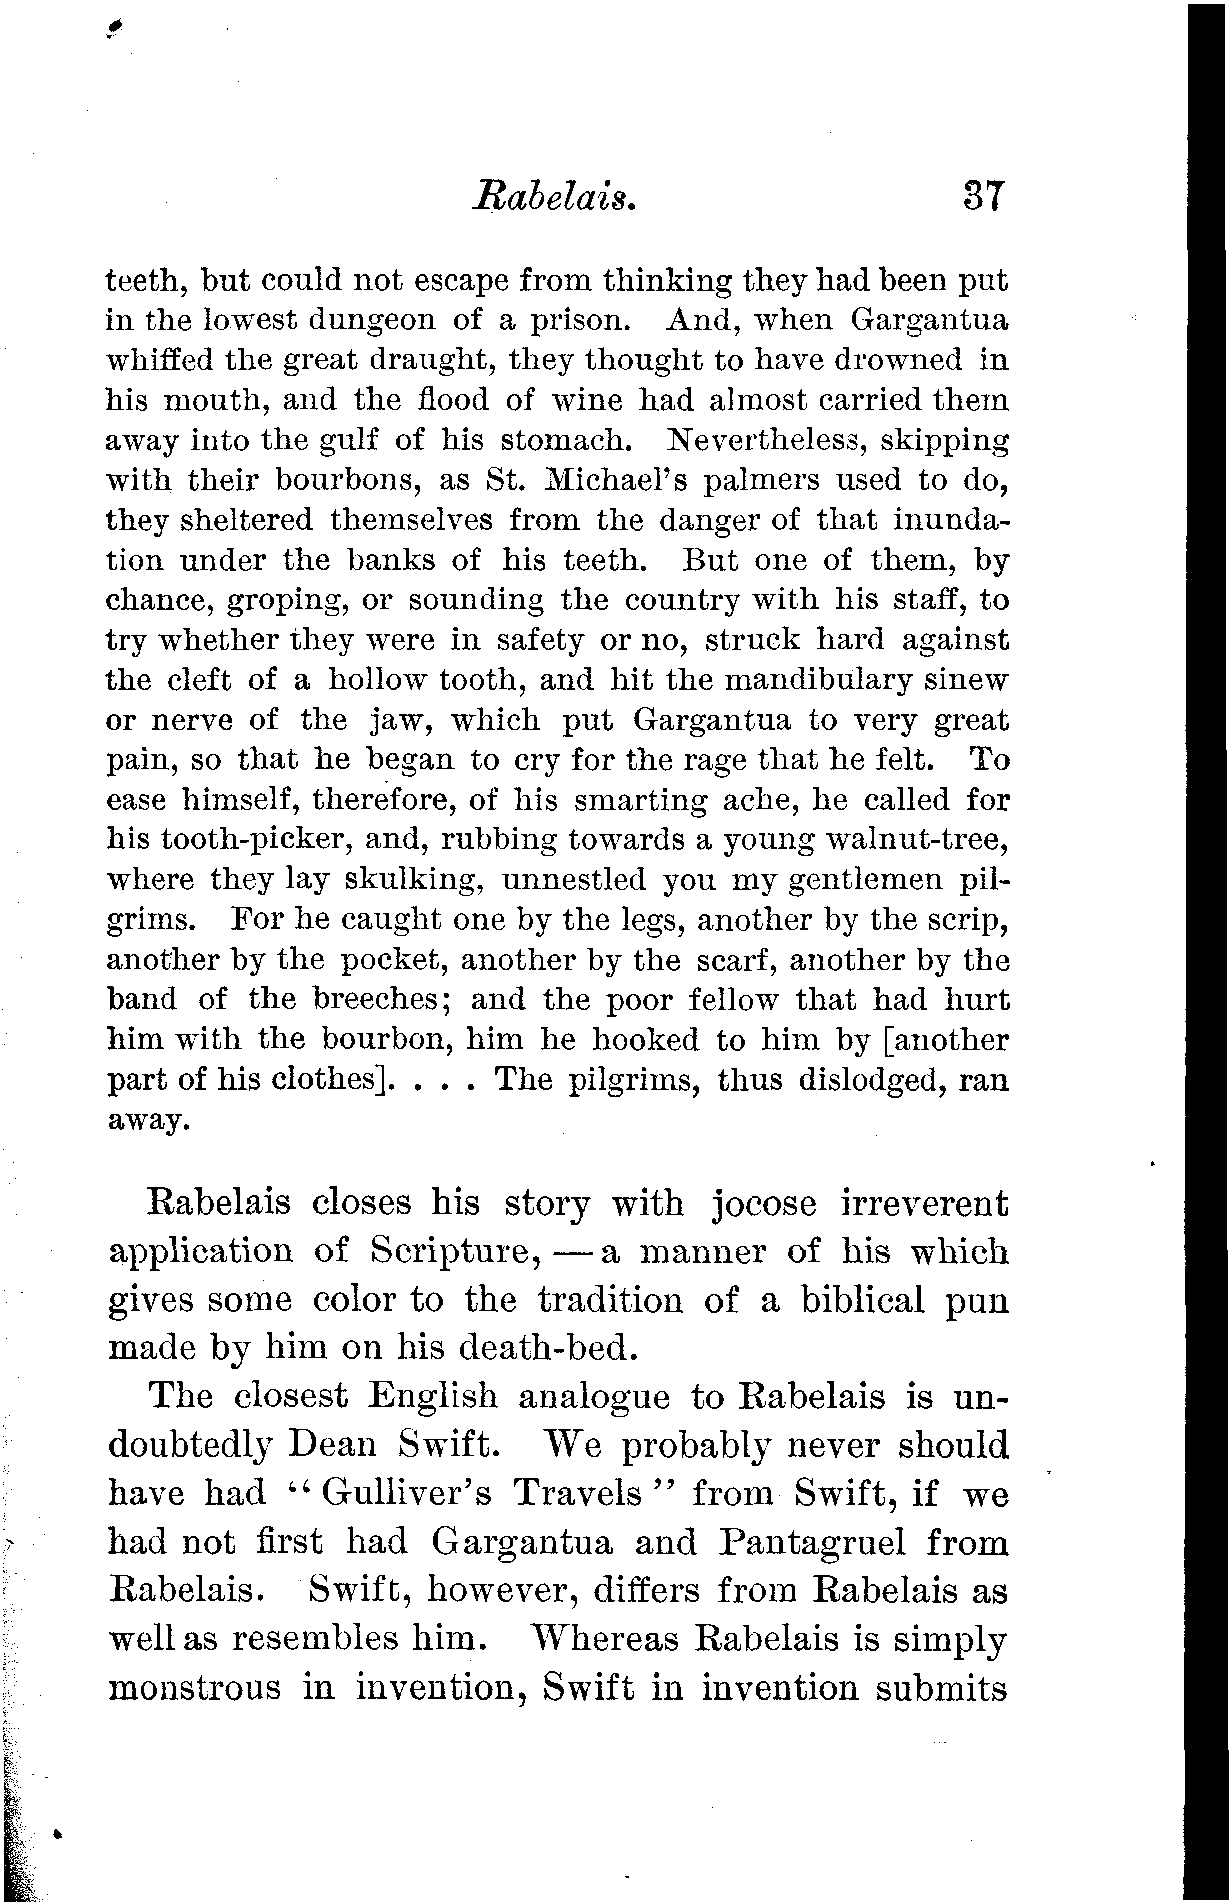 Rabelais. 37
teeth, but could not escape from thinking they had been put
in the lowest dungeon of a prison. And, when Gargantua
whiffed the great draught, they thought to have drowned in
his mouth, and the flood of wine had almost carried them
away into the gulf of his stomach. Nevertheless, skipping
with their bourbons, as St. Michael's palmers used to do,
they sheltered themselves from the danger of that inunda-
tion under the banks of his teeth. But one of them, by
chance, groping, or sounding the country with his staff, to
try whether they were in safety or no, struck hard against
the cleft of a hollow tooth, and hit the mandibulary sinew
or nerve of the jaw, which put Gargantua to very great
pain, so that he began to cry for the rage that he felt. To
ease himself, therefore, of his smarting ache, he called for
his tooth-picker, and, rubbing towards a young walnut-tree,
where they lay skulking, unnestled you my gentlemen pil-
grims. For he caught one by the legs, another by the scrip,
another by the pocket, another by the scarf, another by the
band of the breeches; and the poor fellow that had hurt
him with the bourbon, him he hooked to him by [another
part of his clothes]. . . . The pilgrims, thus dislodged, ran
away.
Rabelais closes his story with jocose irreverent
application of Scripture, — a manner of his which
gives some color to the tradition of a biblical pun
made by him on his death-bed.
The closest English analogue to Rabelais is un-
doubtedly Dean Swift. We probably never should
have had "Gulliver's Travels" from Swift, if we
had not first had Gargantua and Pantagruel from
Rabelais. Swift, however, differs from Rabelais as
well as resembles him. Whereas Rabelais is simply
monstrous in invention, Swift in invention submits